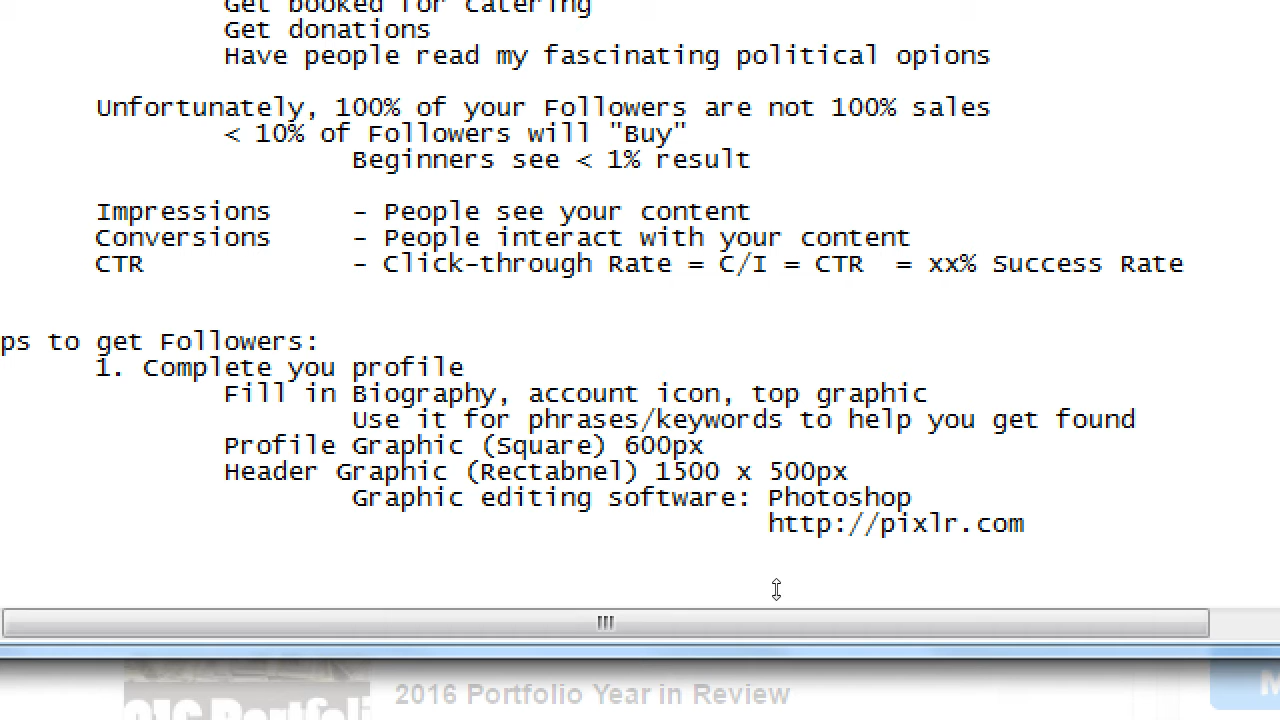 Get booked for catering
Get donations
Have people read my fascinating political opions
Unfortunately, 100% of your Followers are not 100% sales
< 10% of Followers will "Buy"
Beginners see < 1% result
Impressions - People see your content
Conversions - People interact with your content
CTR - Click-through Rate = C/I = CTR = xx% Success Rate
ps to get Followers:
1. Complete you profile
Fill in Biography, account icon, top graphic
Use it for phrases/keywords to help you get found
Profile Graphic (Square) 600px
Header Graphic (Rectabnel) 1500 x 500px
Graphic editing software: Photoshop
http://pixlr.com
2016 Portfolio Year in Review